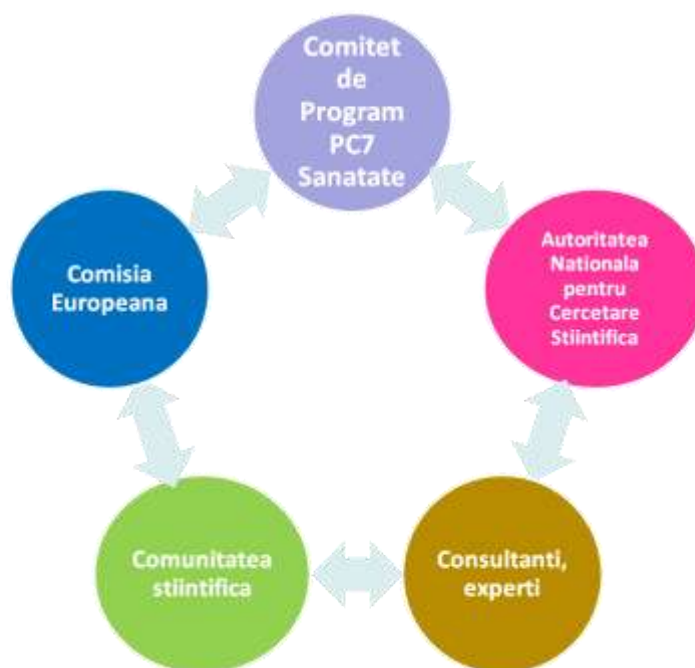 Comitet
de
Program
PC7
Sanatate
Autoritatea
Nationala
pentru
Cercetare
Stiintifica
Comisia
Europeana
Comunitatea
stiintifica
Consultanti,
experti